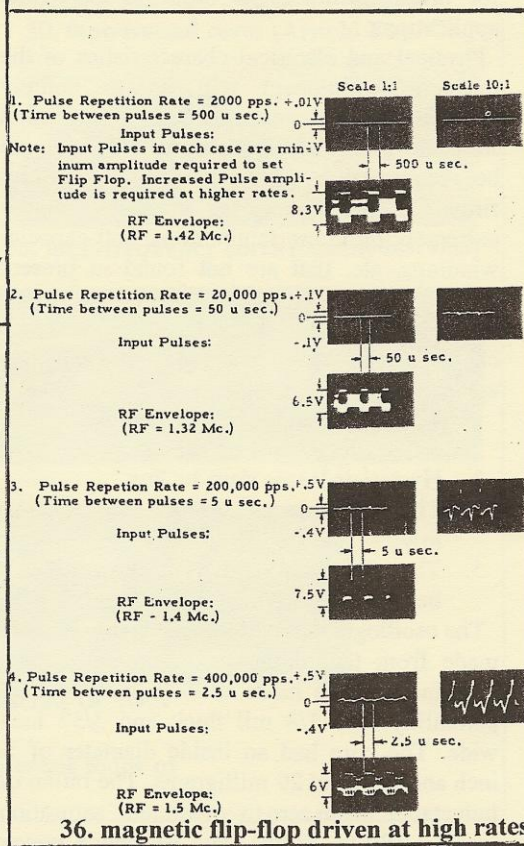 Scale 1:1 Scale 10:1
1. Pulse Repetition Rate = 2000 pps. +.01V
(Time between pulses = 500 u sec.) 0
Input Pulses:
Note: Input Pulses in each case are min-
inum amplitude required to set
Flip Flop. Increased Pulse ampli-
tude is required at higher rates.
500 u sec.
RF Envelope: 8.3V
(RF = 1.42 Mc.)
2. Pulse Repetition Rate = 20,000 pps. +.1V
(Time between pulses = 50 u sec.) 0
Input Pulses: -.1V
50 u sec.
6.5V
RF Envelope:
(RF = 1.32 Mc.)
3. Pulse Repetition Rate = 200,000 pps. +.5V
(Time between pulses = 5 u sec.) 0
Input Pulses: -.4V
5 u sec.
RF Envelope: 7.5V
(RF - 1.4 Mc.)
4. Pulse Repetition Rate = 400,000 pps. +.5V
(Time between pulses = 2.5 u sec.) 0
Input Pulses: -.4V
2.5 u sec.
RF Envelope: 6V
(RF = 1.5 Mc.)
36. magnetic flip-flop driven at high rates